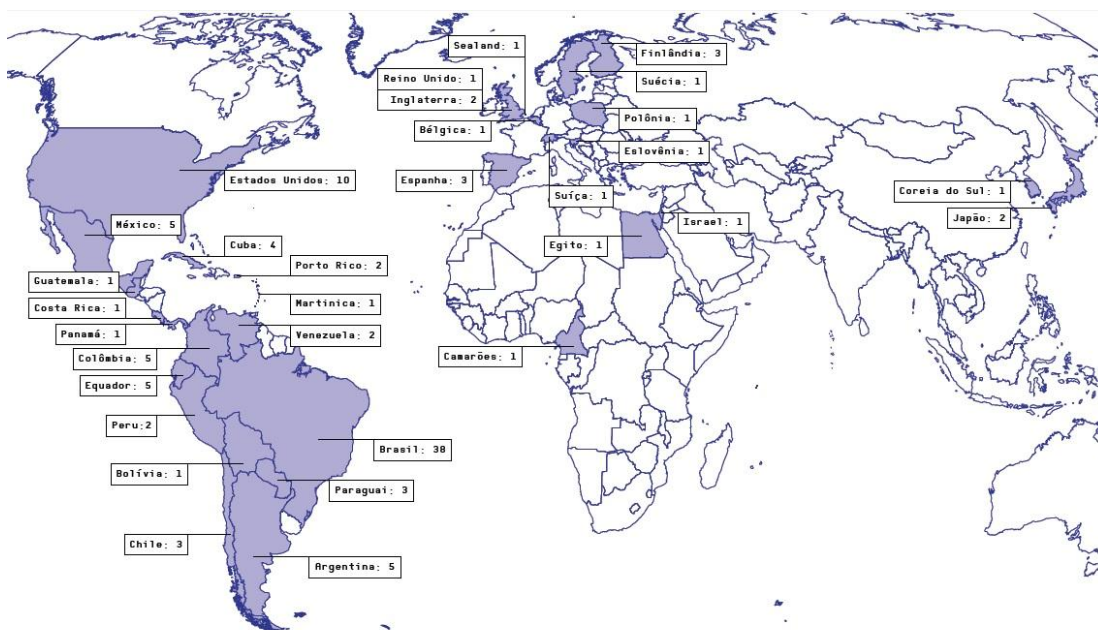 Sealand: 1
Finlândia: 3
Reino Unido: 1
Suécia: 1
Inglaterra: 2
Polônia: 1
Bélgica: 1
Eslovênia: 1
Estados Unidos: 10
Espanha: 3
Coreia do Sul: 1
Suíça: 1
Japão: 2
México: 5
Israel: 1
Cuba: 4
Egito: 1
Porto Rico: 2
Guatemala: 1
Martinica: 1
Costa Rica: 1
Panamá: 1
Venezuela: 2
Colômbia: 5
Camarões: 1
Equador: 5
Peru:2
Brasil: 38
Bolívia: 1
Paraguai: 3
Chile: 3
Argentina: 5